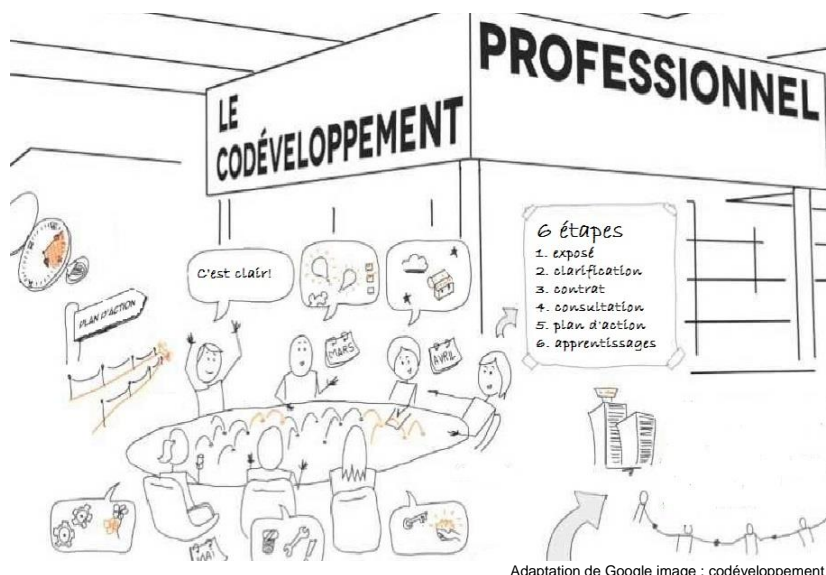 LE
CODÉVELOPPEMENT
PROFESSIONNEL
6 étapes
1. exposé
2. clarification
3. contrat
4. consultation
5. plan d'action
6. apprentissages
C'est clair!
PLAN D'ACTION
MARS
AVRIL
MAI
Adaptation de Google image : codéveloppement